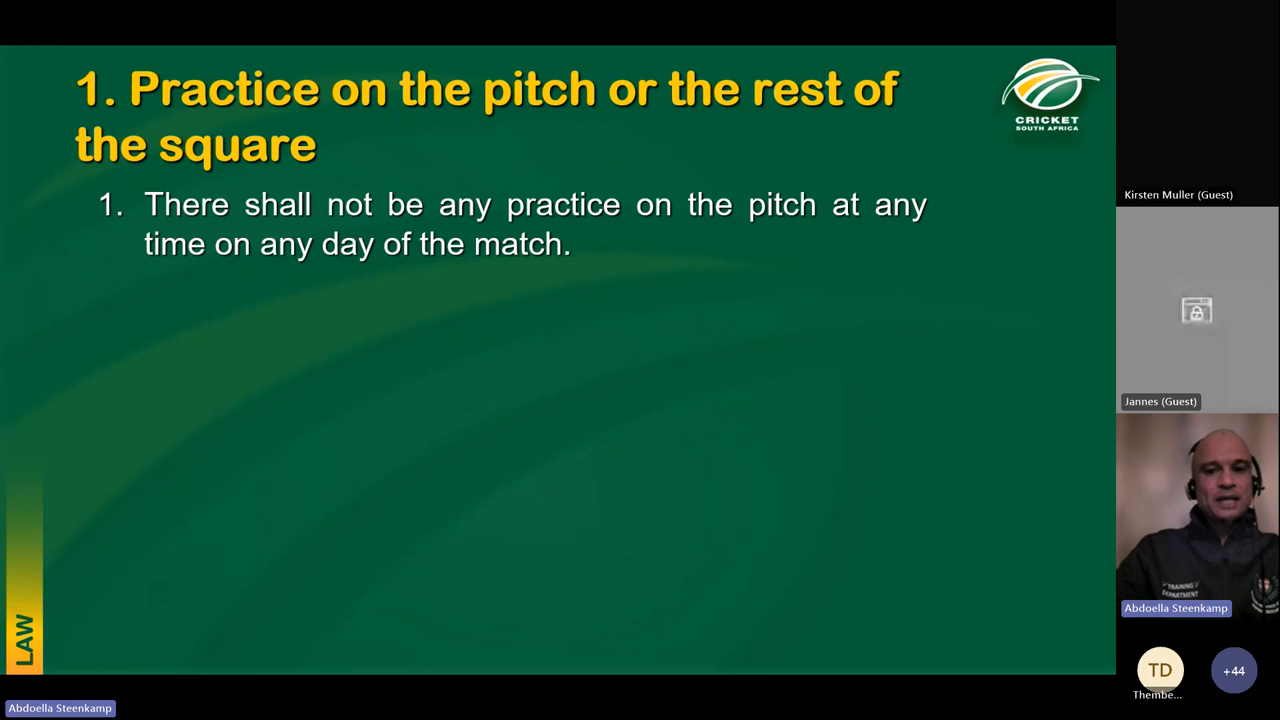 1. Practice on the pitch or the rest of
the square
CRICKET
SOUTH AFRICA
1. There shall not be any practice on the pitch at any
time on any day of the match.
LAW
Abdoella Steenkamp
Kirsten Muller (Guest)
Jannes (Guest)
TRAINING
DEPARTMENT
Abdoella Steenkamp
TD
+44
Thembe...